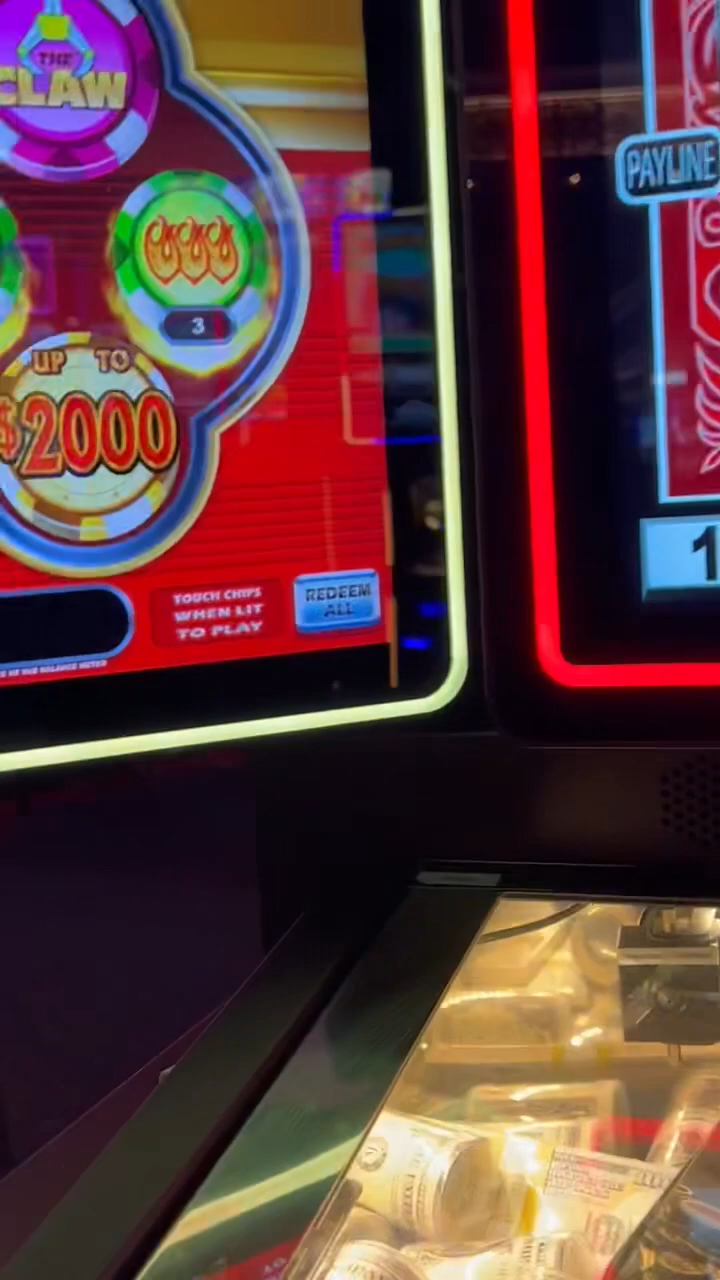 THE
CLAW
PAYLINE
3
UP TO
$2000
1
TOUCH CHIPS
WHEN LIT
TO PLAY
REDEEM
ALL